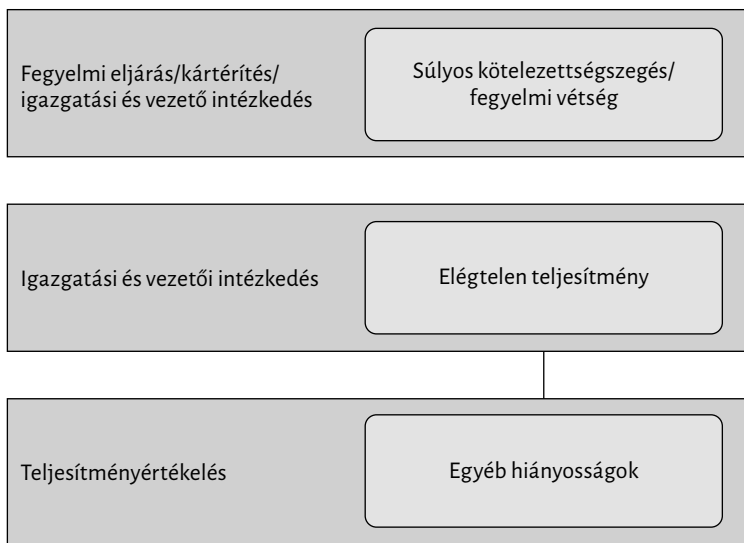 Fegyelmi eljárás/kártérítés/
igazgatási és vezető intézkedés
Súlyos kötelezettségszegés/
fegyelmi vétség
Igazgatási és vezetői intézkedés
Elégtelen teljesítmény
Teljesítményértékelés
Egyéb hiányosságok